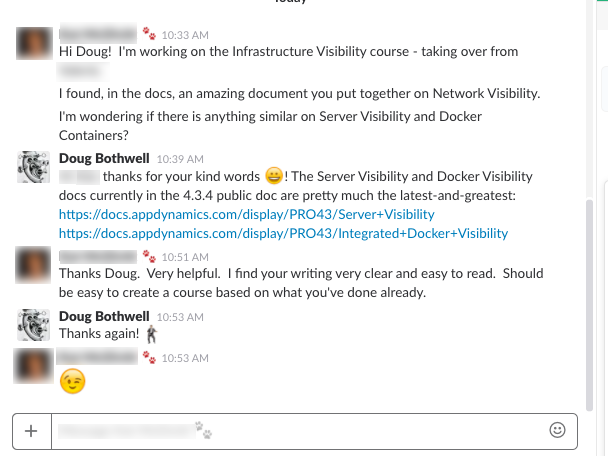 Today
10:33 AM
Hi Doug! I'm working on the Infrastructure Visibility course - taking over from
I found, in the docs, an amazing document you put together on Network Visibility.
I'm wondering if there is anything similar on Server Visibility and Docker
Containers?
Doug Bothwell 10:39 AM
thanks for your kind words 😀! The Server Visibility and Docker Visibility
docs currently in the 4.3.4 public doc are pretty much the latest-and-greatest:
https://docs.appdynamics.com/display/PRO43/Server+Visibility
https://docs.appdynamics.com/display/PRO43/Integrated+Docker+Visibility
10:51 AM
Thanks Doug. Very helpful. I find your writing very clear and easy to read. Should
be easy to create a course based on what you've done already.
Doug Bothwell 10:53 AM
Thanks again!
10:53 AM